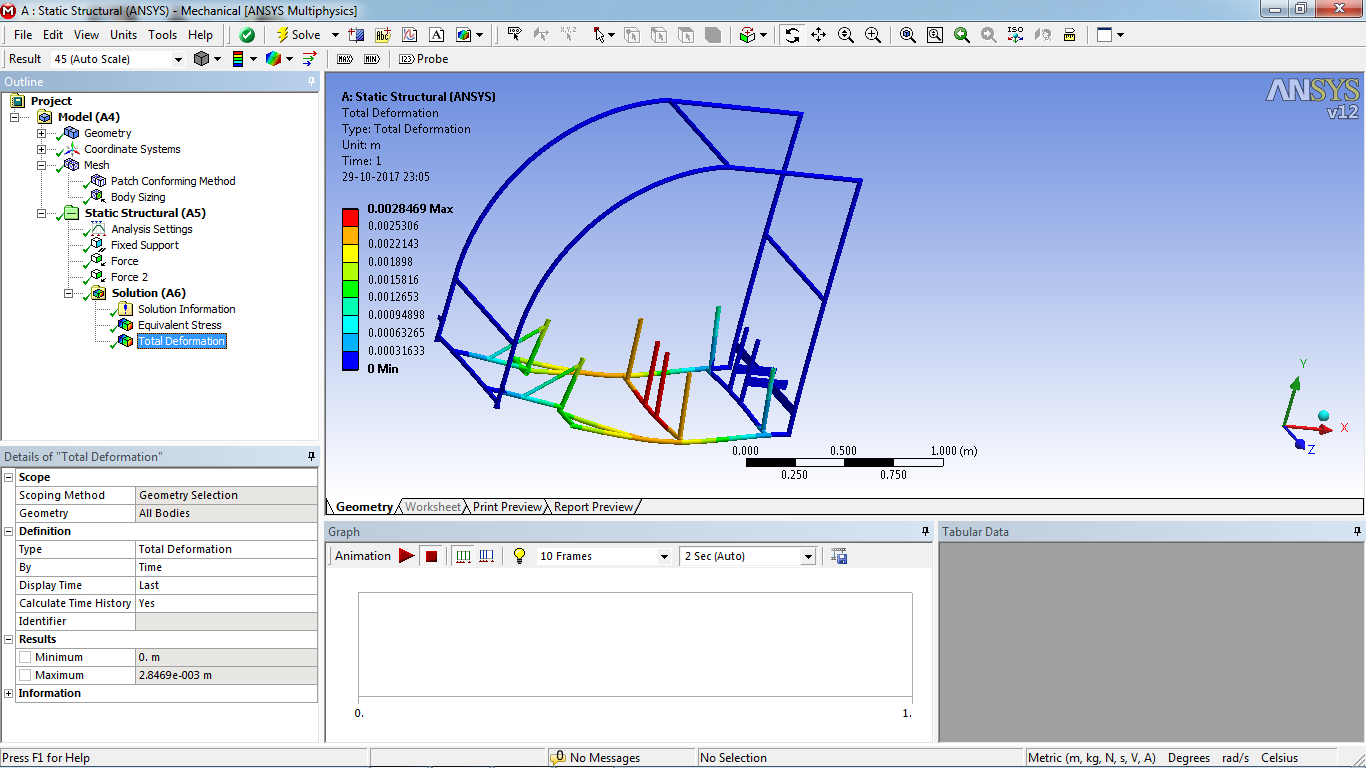 A : Static Structural (ANSYS) - Mechanical [ANSYS Multiphysics]
File Edit View Units Tools Help Solve
Result 45 (Auto Scale) MAX MIN 123 Probe
Outline
Project
Model (A4)
Geometry
Coordinate Systems
Mesh
Patch Conforming Method
Body Sizing
Static Structural (A5)
Analysis Settings
Fixed Support
Force
Force 2
Solution (A6)
Solution Information
Equivalent Stress
Total Deformation
Details of "Total Deformation"
Scope
Scoping Method Geometry Selection
Geometry All Bodies
Definition
Type Total Deformation
By Time
Display Time Last
Calculate Time History Yes
Identifier
Results
Minimum 0. m
Maximum 2.8469e-003 m
Information
A: Static Structural (ANSYS)
Total Deformation
Type: Total Deformation
Unit: m
Time: 1
29-10-2017 23:05
0.0028469 Max
0.0025306
0.0022143
0.001898
0.0015816
0.0012653
0.00094898
0.00063265
0.00031633
0 Min
ANSYS
v12
Y
X
Z
0.000 0.500 1.000 (m)
0.250 0.750
Geometry Worksheet Print Preview Report Preview
Graph
Animation 10 Frames 2 Sec (Auto)
0. 1.
Tabular Data
Press F1 for Help 0 No Messages No Selection Metric (m, kg, N, s, V, A) Degrees rad/s Celsius